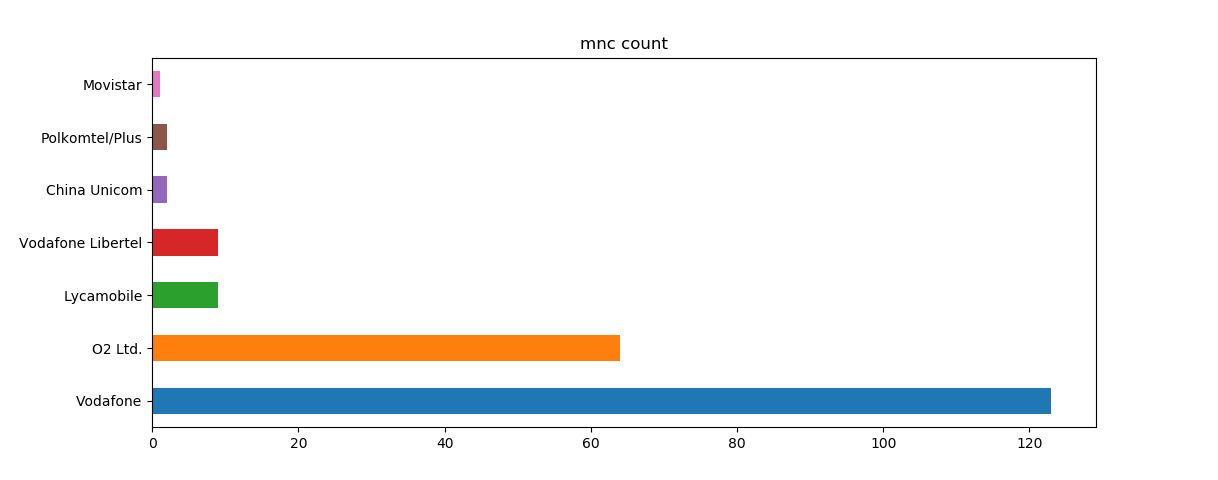 mnc count
Movistar
Polkomtel/Plus
China Unicom
Vodafone Libertel
Lycamobile
O2 Ltd.
Vodafone
0 20 40 60 80 100 120